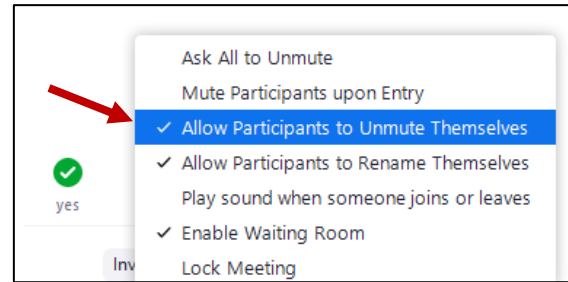 Ask All to Unmute
Mute Participants upon Entry
✓ Allow Participants to Unmute Themselves
✓ Allow Participants to Rename Themselves
yes
Play sound when someone joins or leaves
✓ Enable Waiting Room
Inv
Lock Meeting